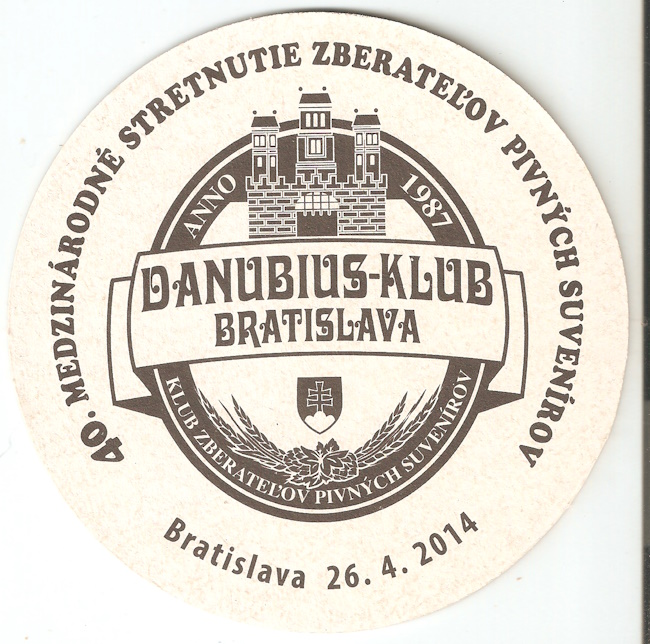 40. MEDZINÁRODNÉ STRETNUTIE ZBERATEĽOV PIVNÝCH SUVENÍROV
ANNO 1987
DANUBIUS-KLUB
BRATISLAVA
KLUB ZBERATEĽOV PIVNÝCH SUVENÍROV
Bratislava 26. 4. 2014